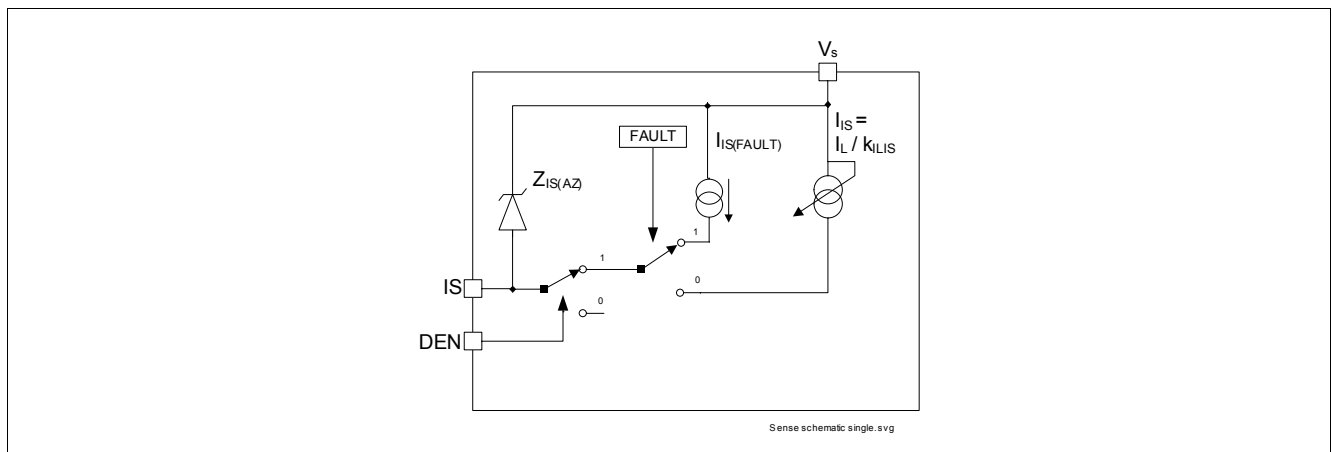 Vs
IIS =
IL / kILIS
FAULT
IIS(FAULT)
ZIS(AZ)
1
1
0
IS
0
DEN
Sense schematic single.svg